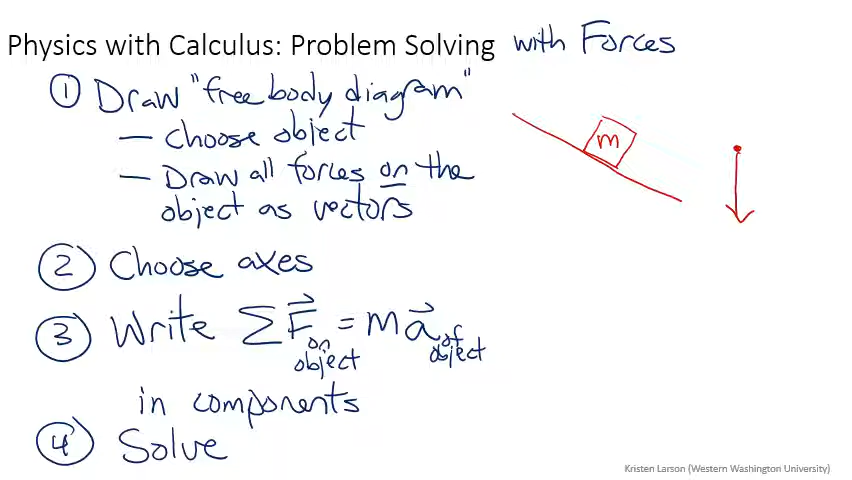 Physics with Calculus: Problem Solving with Forces
① Draw "free body diagram"
— Choose object
— Draw all forces on the
object as vectors
m
② Choose axes
③ Write ΣF⃗ on object = ma⃗ of object
in components
④ Solve
Kristen Larson (Western Washington University)